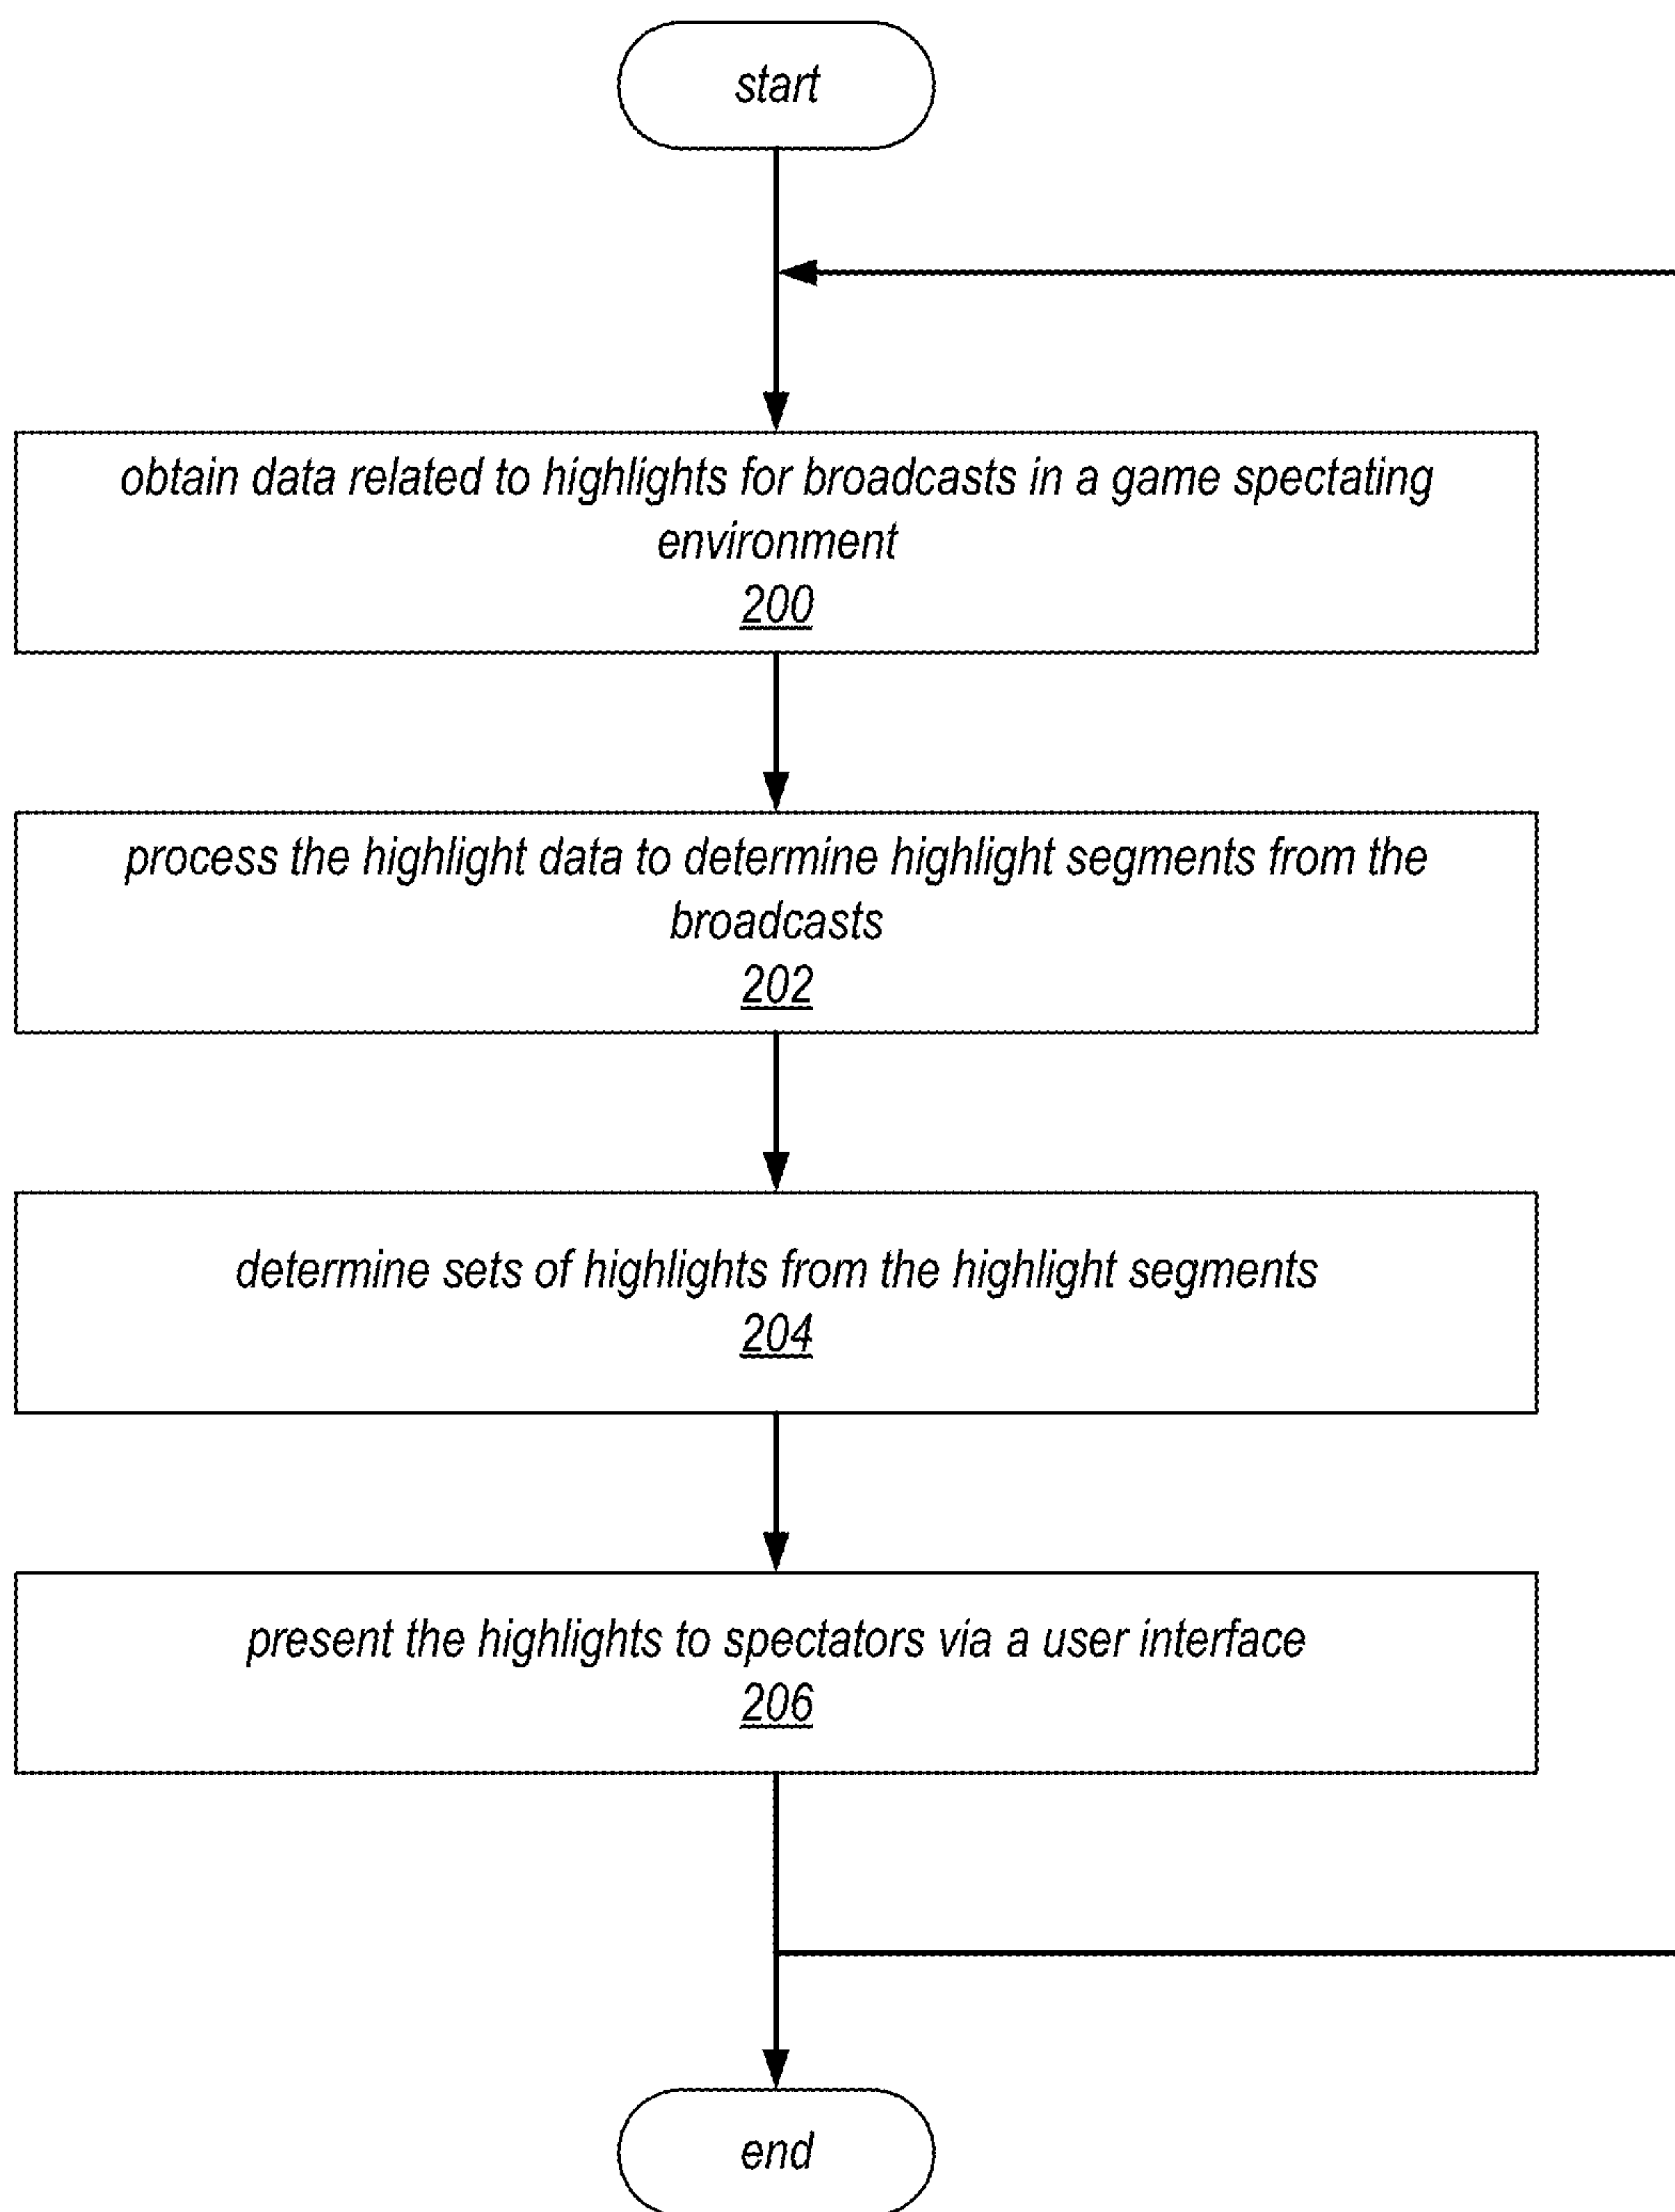 start
obtain data related to highlights for broadcasts in a game spectating
environment
200
process the highlight data to determine highlight segments from the
broadcasts
202
determine sets of highlights from the highlight segments
204
present the highlights to spectators via a user interface
206
end